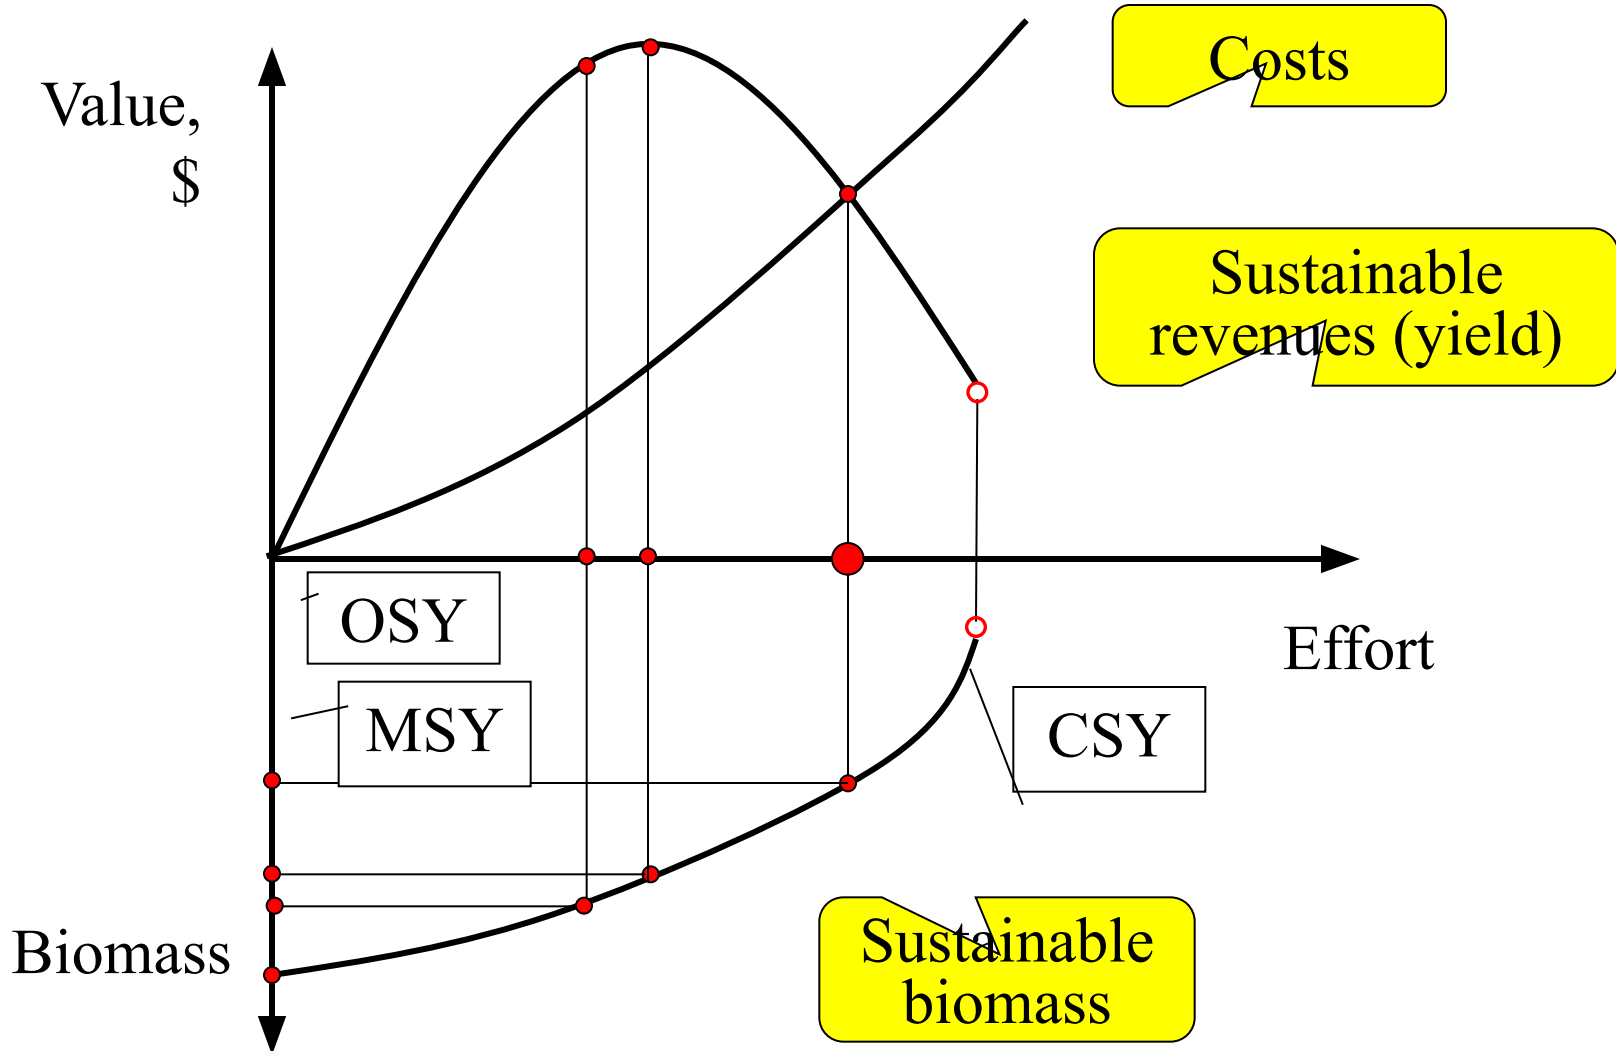 Costs
Value,
$
Sustainable
revenues (yield)
OSY
Effort
MSY
CSY
Biomass
Sustainable
biomass